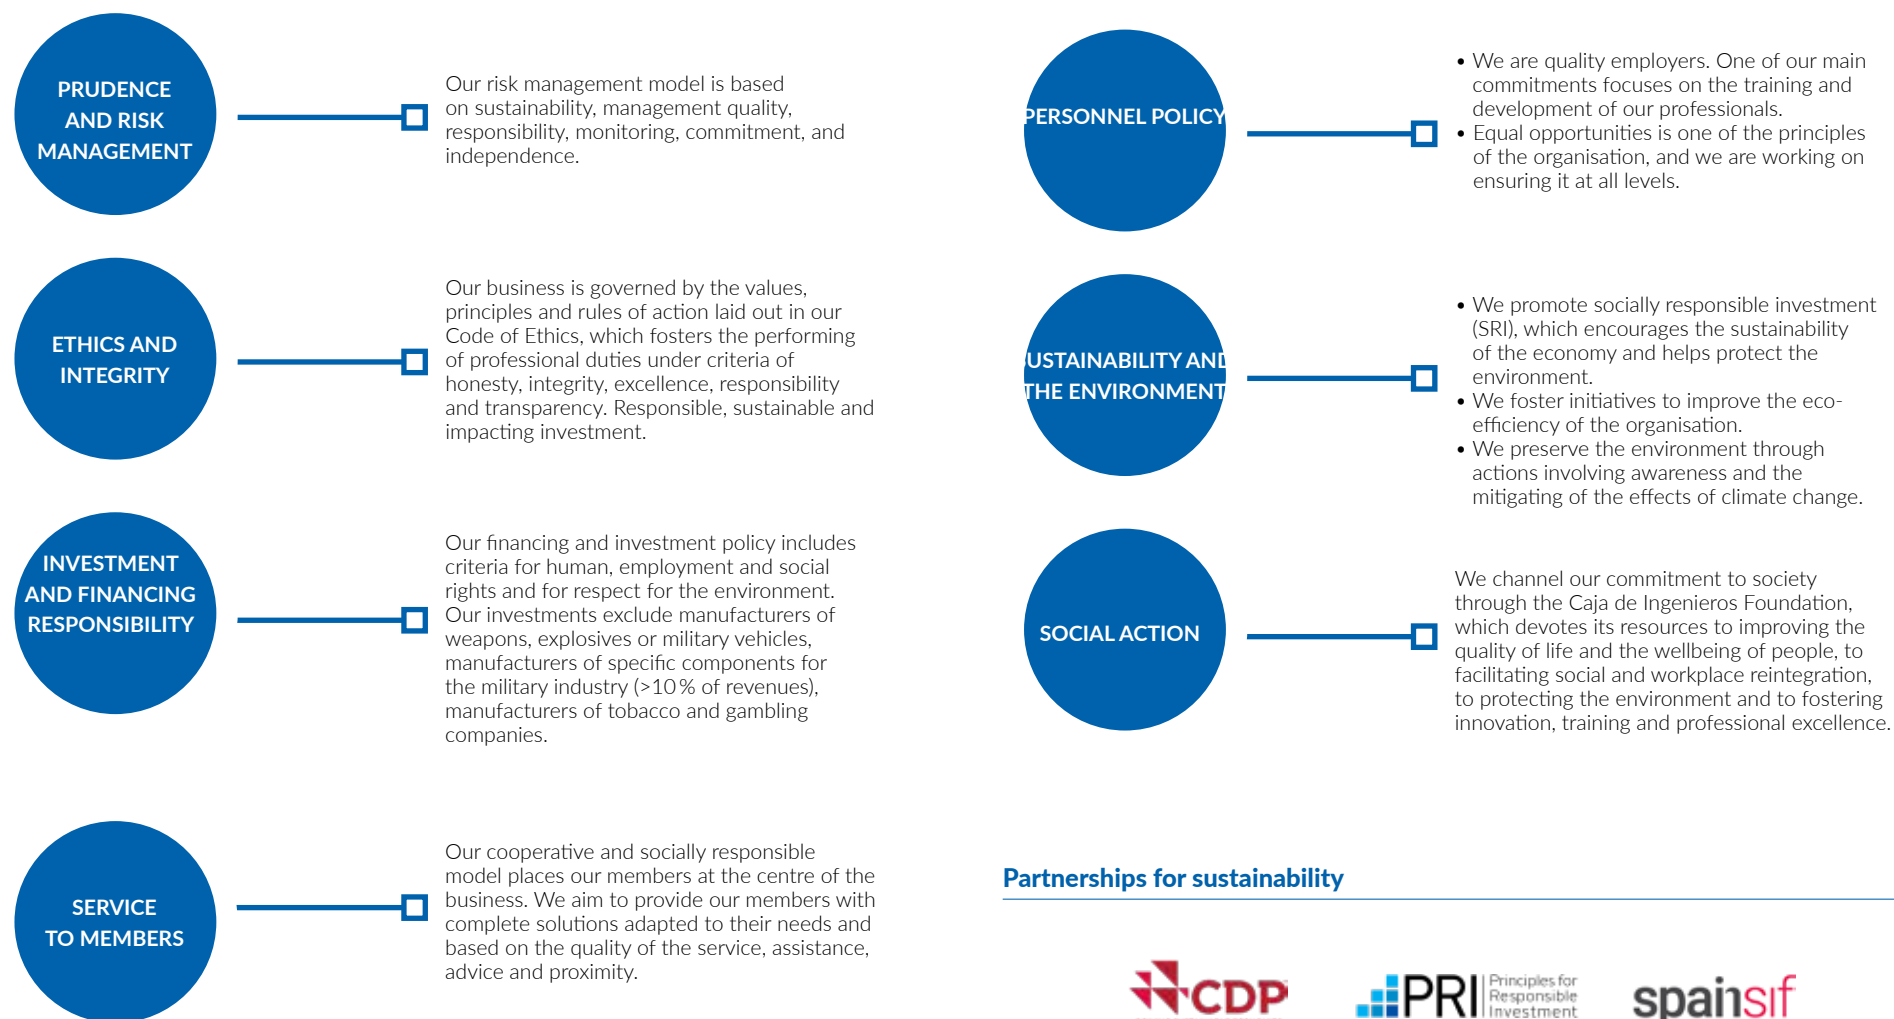 PRUDENCE
AND RISK
MANAGEMENT
Our risk management model is based
on sustainability, management quality,
responsibility, monitoring, commitment, and
independence.
ETHICS AND
INTEGRITY
Our business is governed by the values,
principles and rules of action laid out in our
Code of Ethics, which fosters the performing
of professional duties under criteria of
honesty, integrity, excellence, responsibility
and transparency. Responsible, sustainable and
impacting investment.
INVESTMENT
AND FINANCING
RESPONSIBILITY
Our financing and investment policy includes
criteria for human, employment and social
rights and for respect for the environment.
Our investments exclude manufacturers of
weapons, explosives or military vehicles,
manufacturers of specific components for
the military industry (>10 % of revenues),
manufacturers of tobacco and gambling
companies.
SERVICE
TO MEMBERS
Our cooperative and socially responsible
model places our members at the centre of the
business. We aim to provide our members with
complete solutions adapted to their needs and
based on the quality of the service, assistance,
advice and proximity.
PERSONNEL POLICY
• We are quality employers. One of our main
commitments focuses on the training and
development of our professionals.
• Equal opportunities is one of the principles
of the organisation, and we are working on
ensuring it at all levels.
SUSTAINABILITY AND
THE ENVIRONMENT
• We promote socially responsible investment
(SRI), which encourages the sustainability
of the economy and helps protect the
environment.
• We foster initiatives to improve the eco-
efficiency of the organisation.
• We preserve the environment through
actions involving awareness and the
mitigating of the effects of climate change.
SOCIAL ACTION
We channel our commitment to society
through the Caja de Ingenieros Foundation,
which devotes its resources to improving the
quality of life and the wellbeing of people, to
facilitating social and workplace reintegration,
to protecting the environment and to fostering
innovation, training and professional excellence.
Partnerships for sustainability
CDP
PRI
Principles for
Responsible
Investment
spainsif